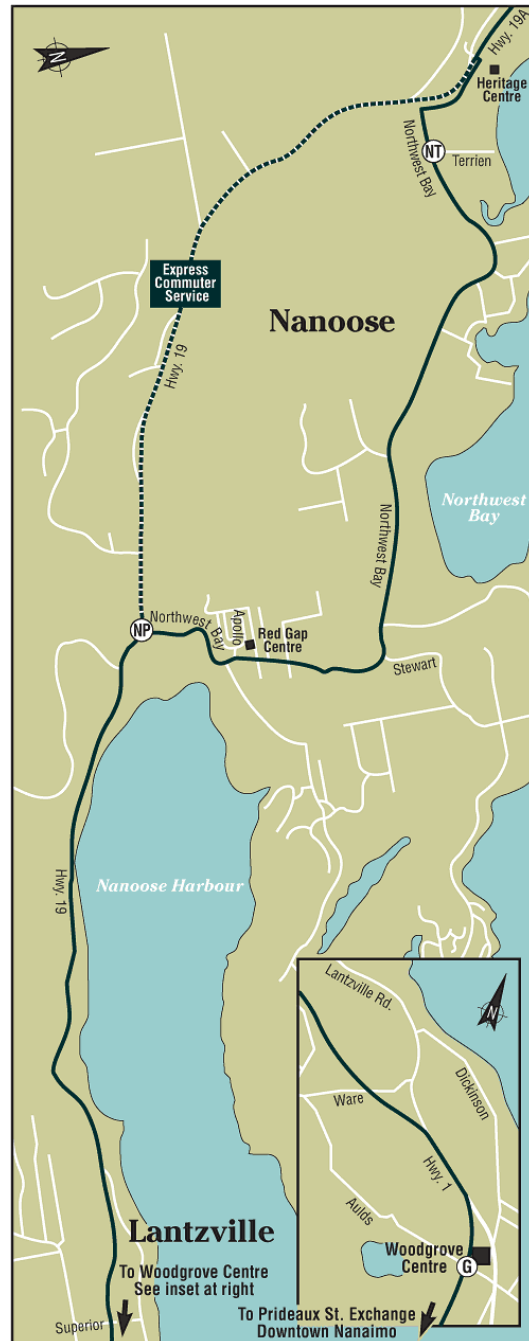 N
Hwy. 19A
Heritage
Centre
NT
Terrien
Northwest Bay
Express
Commuter
Service
Nanoose
Hwy. 19
Northwest
Bay
Northwest Bay
NP
Northwest Bay
Apollo
Red Gap
Centre
Stewart
Nanoose Harbour
Hwy. 19
N
Lantzville Rd.
Dickinson
Ware
Hwy. 1
Aulds
Woodgrove
Centre
G
Lantzville
To Woodgrove Centre
See inset at right
Superior
To Prideaux St. Exchange
Downtown Nanaimo